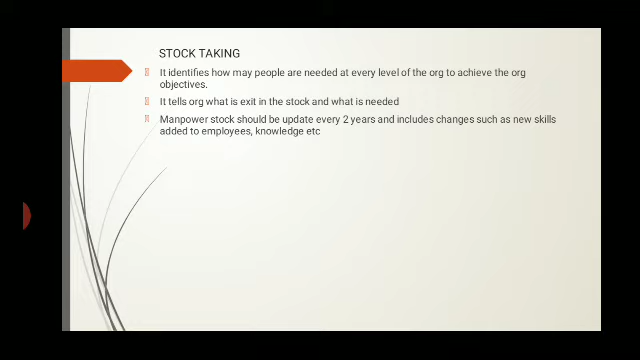 STOCK TAKING
It identifies how may people are needed at every level of the org to achieve the org
objectives.
It tells org what is exit in the stock and what is needed
Manpower stock should be update every 2 years and includes changes such as new skills
added to employees, knowledge etc